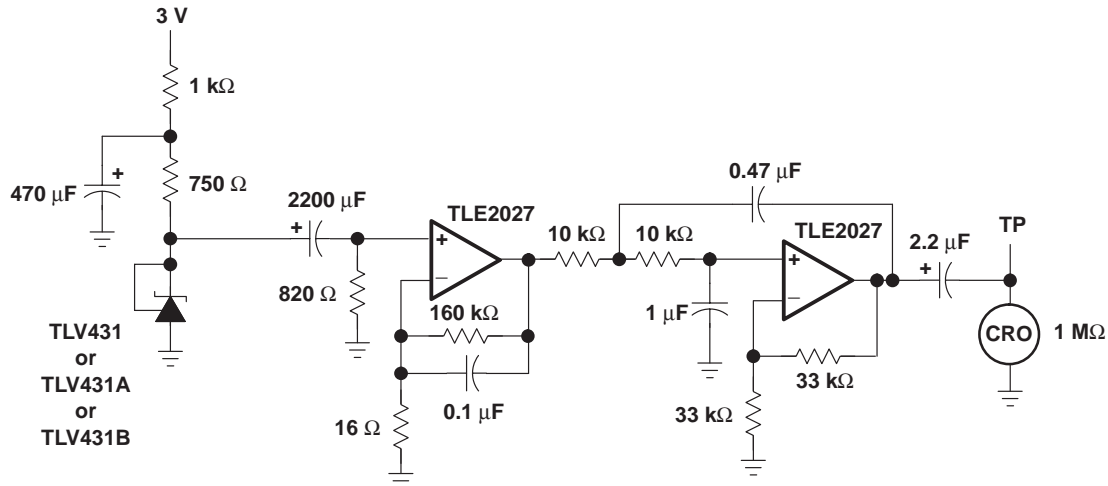 3 V
1 kΩ
470 μF
+
750 Ω
2200 μF
+
820 Ω
TLE2027
+
−
160 kΩ
0.1 μF
16 Ω
10 kΩ
10 kΩ
0.47 μF
1 μF
TLE2027
+
−
33 kΩ
33 kΩ
2.2 μF
+
TP
CRO
1 MΩ
TLV431
or
TLV431A
or
TLV431B